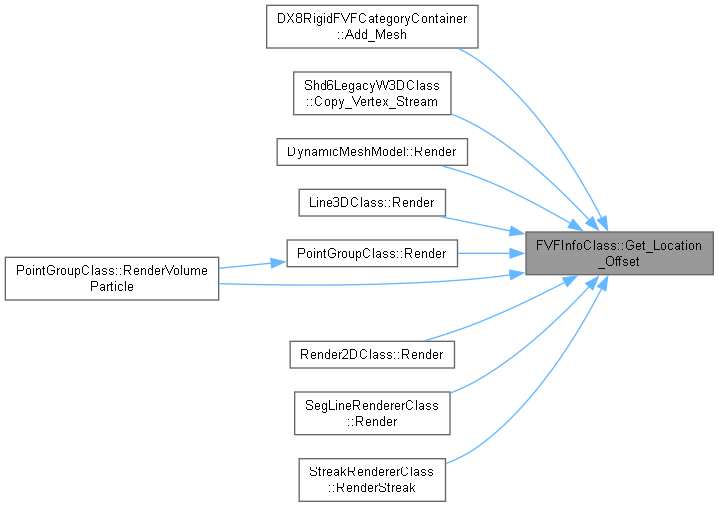 DX8RigidFVFCategoryContainer
::Add_Mesh
Shd6LegacyW3DClass
::Copy_Vertex_Stream
DynamicMeshModel::Render
Line3DClass::Render
FVFInfoClass::Get_Location
_Offset
PointGroupClass::Render
PointGroupClass::RenderVolume
Particle
Render2DClass::Render
SegLineRendererClass
::Render
StreakRendererClass
::RenderStreak